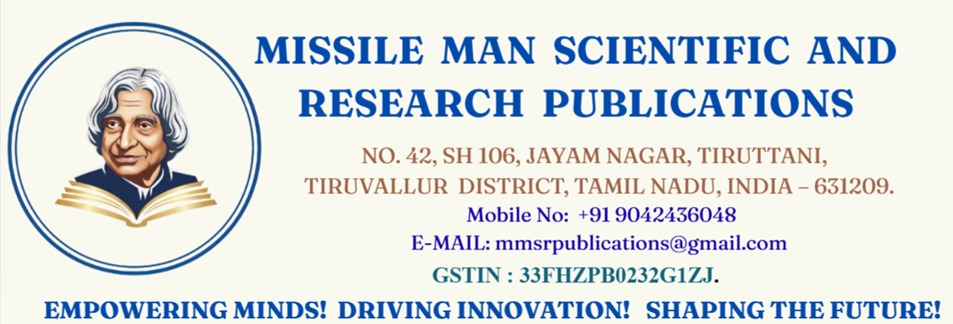 MISSILE MAN SCIENTIFIC AND
RESEARCH PUBLICATIONS
NO. 42, SH 106, JAYAM NAGAR, TIRUTTANI,
TIRUVALLUR DISTRICT, TAMIL NADU, INDIA – 631209.
Mobile No: +91 9042436048
E-MAIL: mmsrpublications@gmail.com
GSTIN : 33FHZPB0232G1ZJ.
EMPOWERING MINDS! DRIVING INNOVATION! SHAPING THE FUTURE!